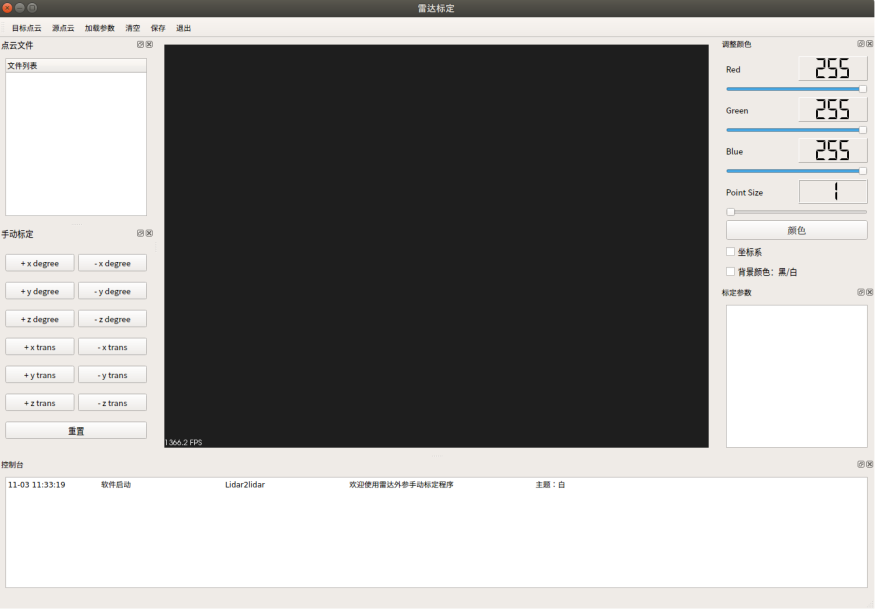 雷达标定
目标点云 源点云 加载参数 清空 保存 退出
点云文件
文件列表
手动标定
+ x degree - x degree
+ y degree - y degree
+ z degree - z degree
+ x trans - x trans
+ y trans - y trans
+ z trans - z trans
重置
1366.2 FPS
调整颜色
Red 255
Green 255
Blue 255
Point Size 1
颜色
坐标系
背景颜色：黑/白
标定参数
控制台
11-03 11:33:19 软件启动 Lidar2lidar 欢迎使用雷达外参手动标定程序 主题：白